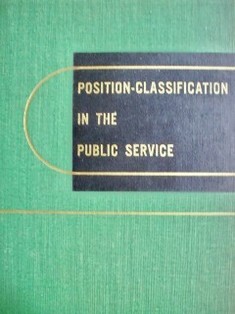 POSITION-CLASSIFICATION
IN THE
PUBLIC SERVICE